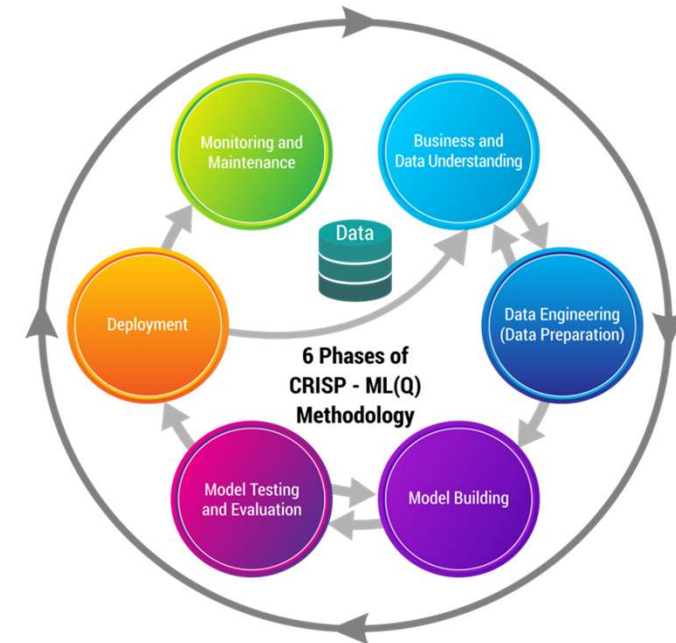 Monitoring and
Maintenance
Business and
Data Understanding
Data
Deployment
Data Engineering
(Data Preparation)
6 Phases of
CRISP - ML(Q)
Methodology
Model Testing
and Evaluation
Model Building